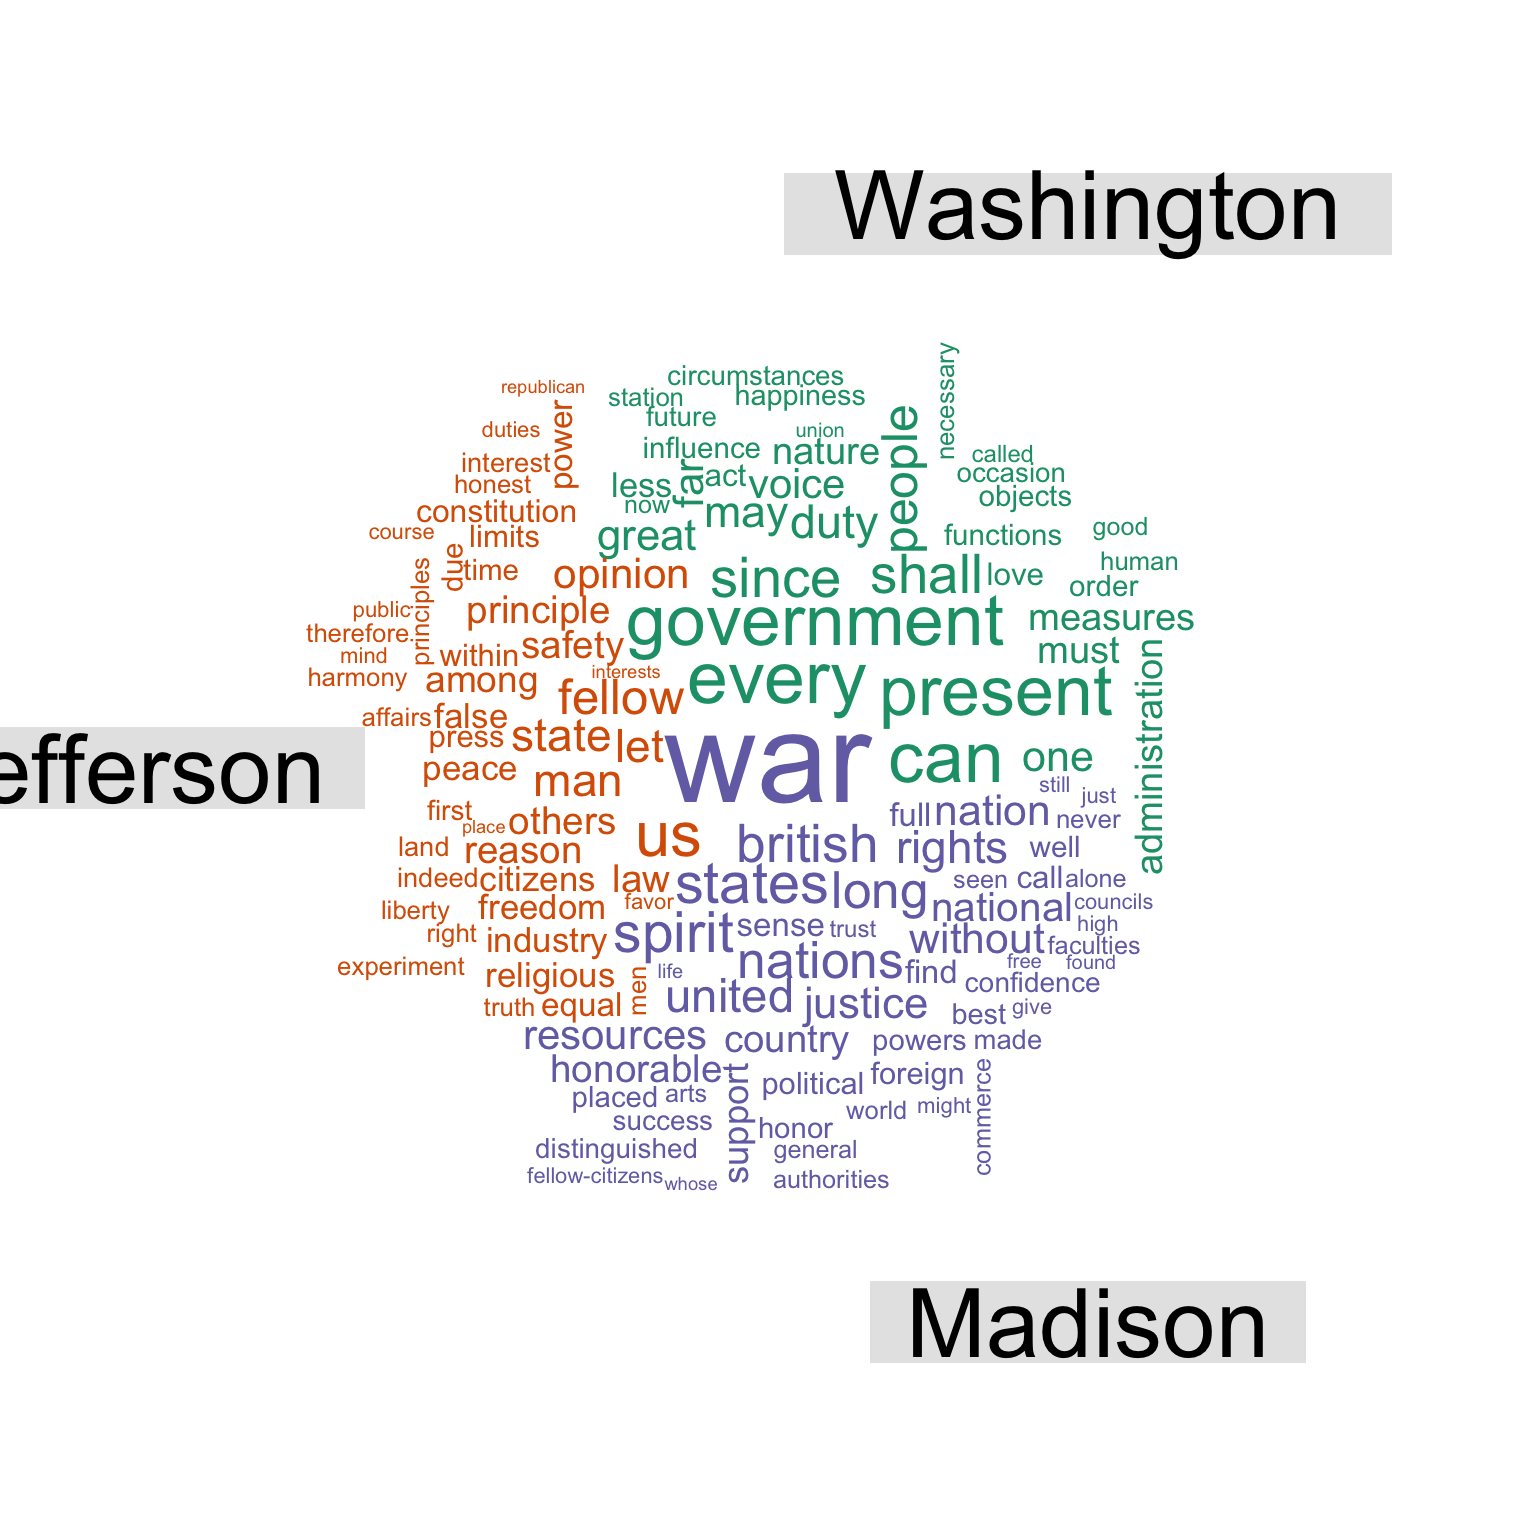 Washington
necessary
circumstances
republican
station
happiness
future
power
people
duties
union
influence
nature
called
interest
far
act
occasion
honest
less
voice
objects
now
constitution
may
duty
good
course
limits
great
functions
due
time
opinion
since
shall
love
human
order
principles
public
principle
government
measures
therefore
safety
must
mind
within
interests
administration
harmony
among
fellow
every
present
affairs
false
press
state
let
war
can
one
efferson
peace
man
still
just
first
place
others
us
full
nation
never
land
reason
british
rights
well
indeed
citizens
law
states
long
seen
call
alone
liberty
freedom
favor
national
councils
right
industry
spirit
sense
trust
without
high
faculties
experiment
religious
men
life
nations
find
free
found
confidence
truth
equal
united
justice
best
give
resources
country
powers
made
honorable
support
political
foreign
commerce
placed
arts
world
might
success
honor
distinguished
general
fellow-citizens
whose
authorities
Madison